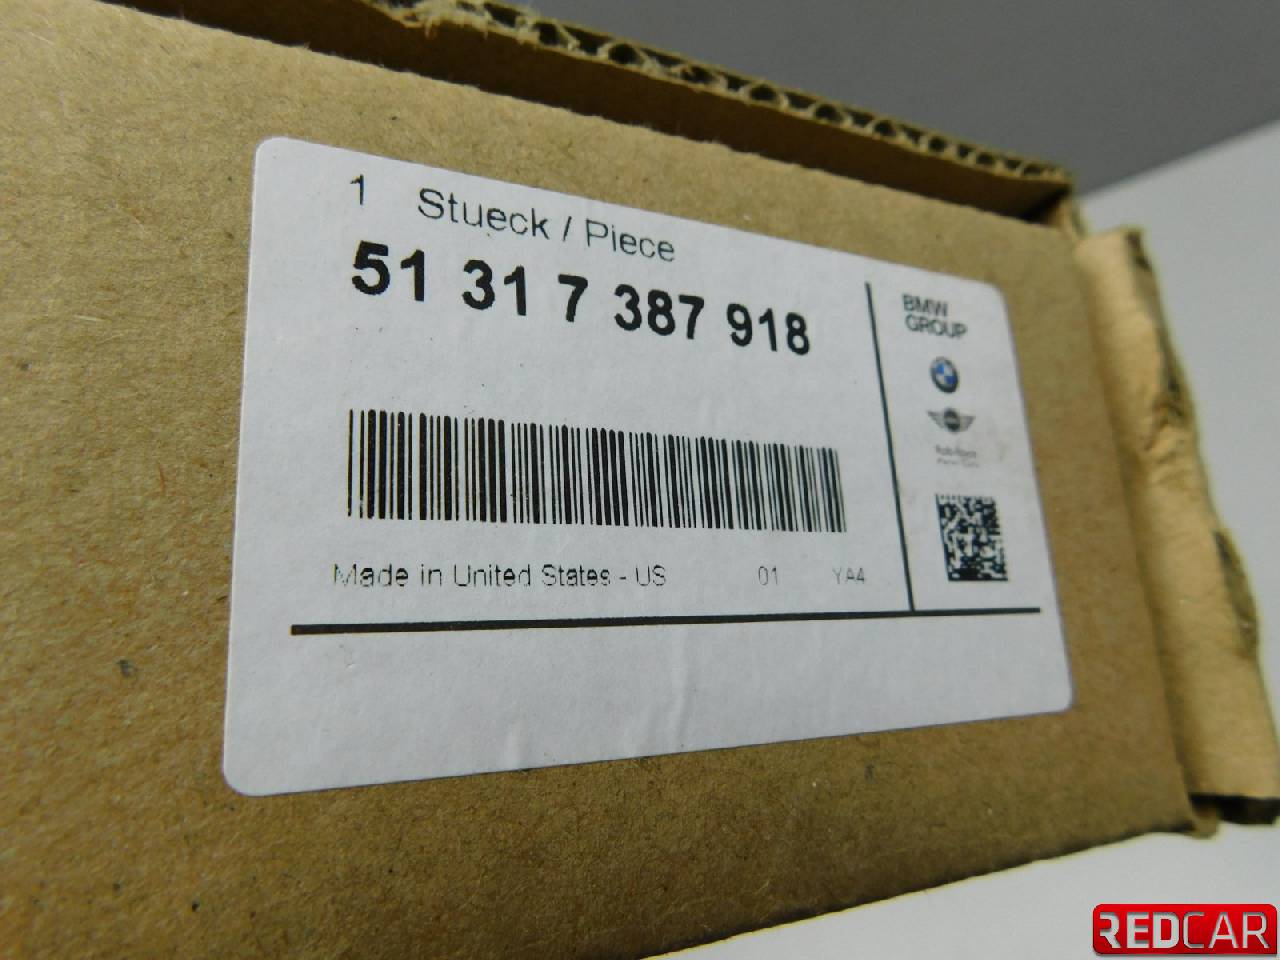 1 Stueck / Piece
51 31 7 387 918
BMW
GROUP
Made in United States - US 01 YA4
REDCAR